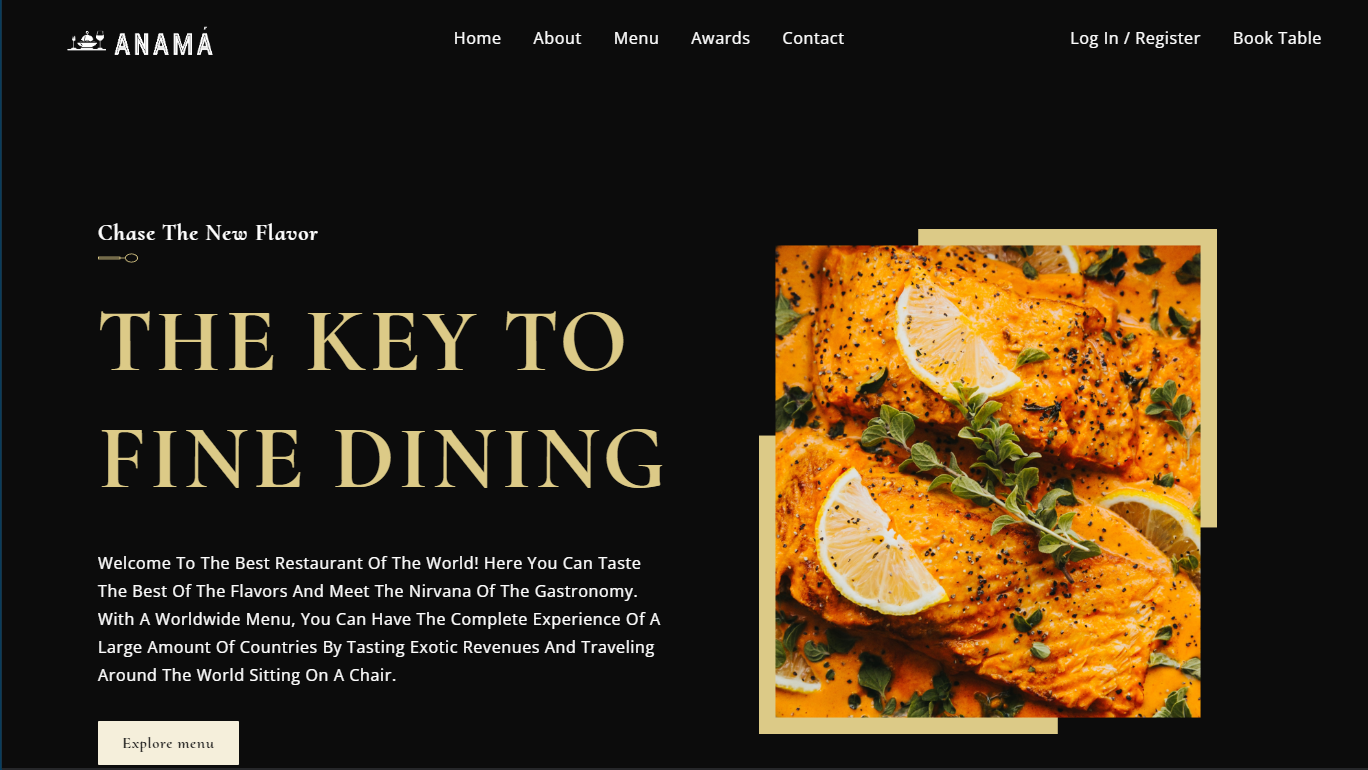 ANAMÁ
Home About Menu Awards Contact
Log In / Register Book Table
Chase The New Flavor
THE KEY TO
FINE DINING
Welcome To The Best Restaurant Of The World! Here You Can Taste
The Best Of The Flavors And Meet The Nirvana Of The Gastronomy.
With A Worldwide Menu, You Can Have The Complete Experience Of A
Large Amount Of Countries By Tasting Exotic Revenues And Traveling
Around The World Sitting On A Chair.
Explore menu